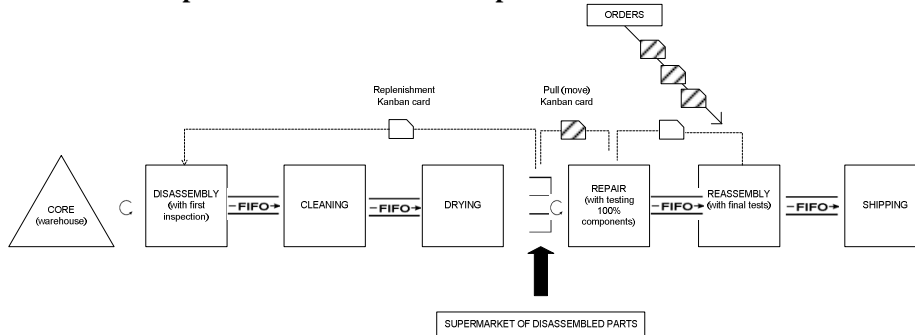 ORDERS
Replenishment
Kanban card
Pull (move)
Kanban card
CORE
(warehouse)
DISASSEMBLY
(with first
inspection)
FIFO
CLEANING
FIFO
DRYING
REPAIR
(with testing
100%
components)
FIFO
REASSEMBLY
(with final tests)
FIFO
SHIPPING
SUPERMARKET OF DISASSEMBLED PARTS